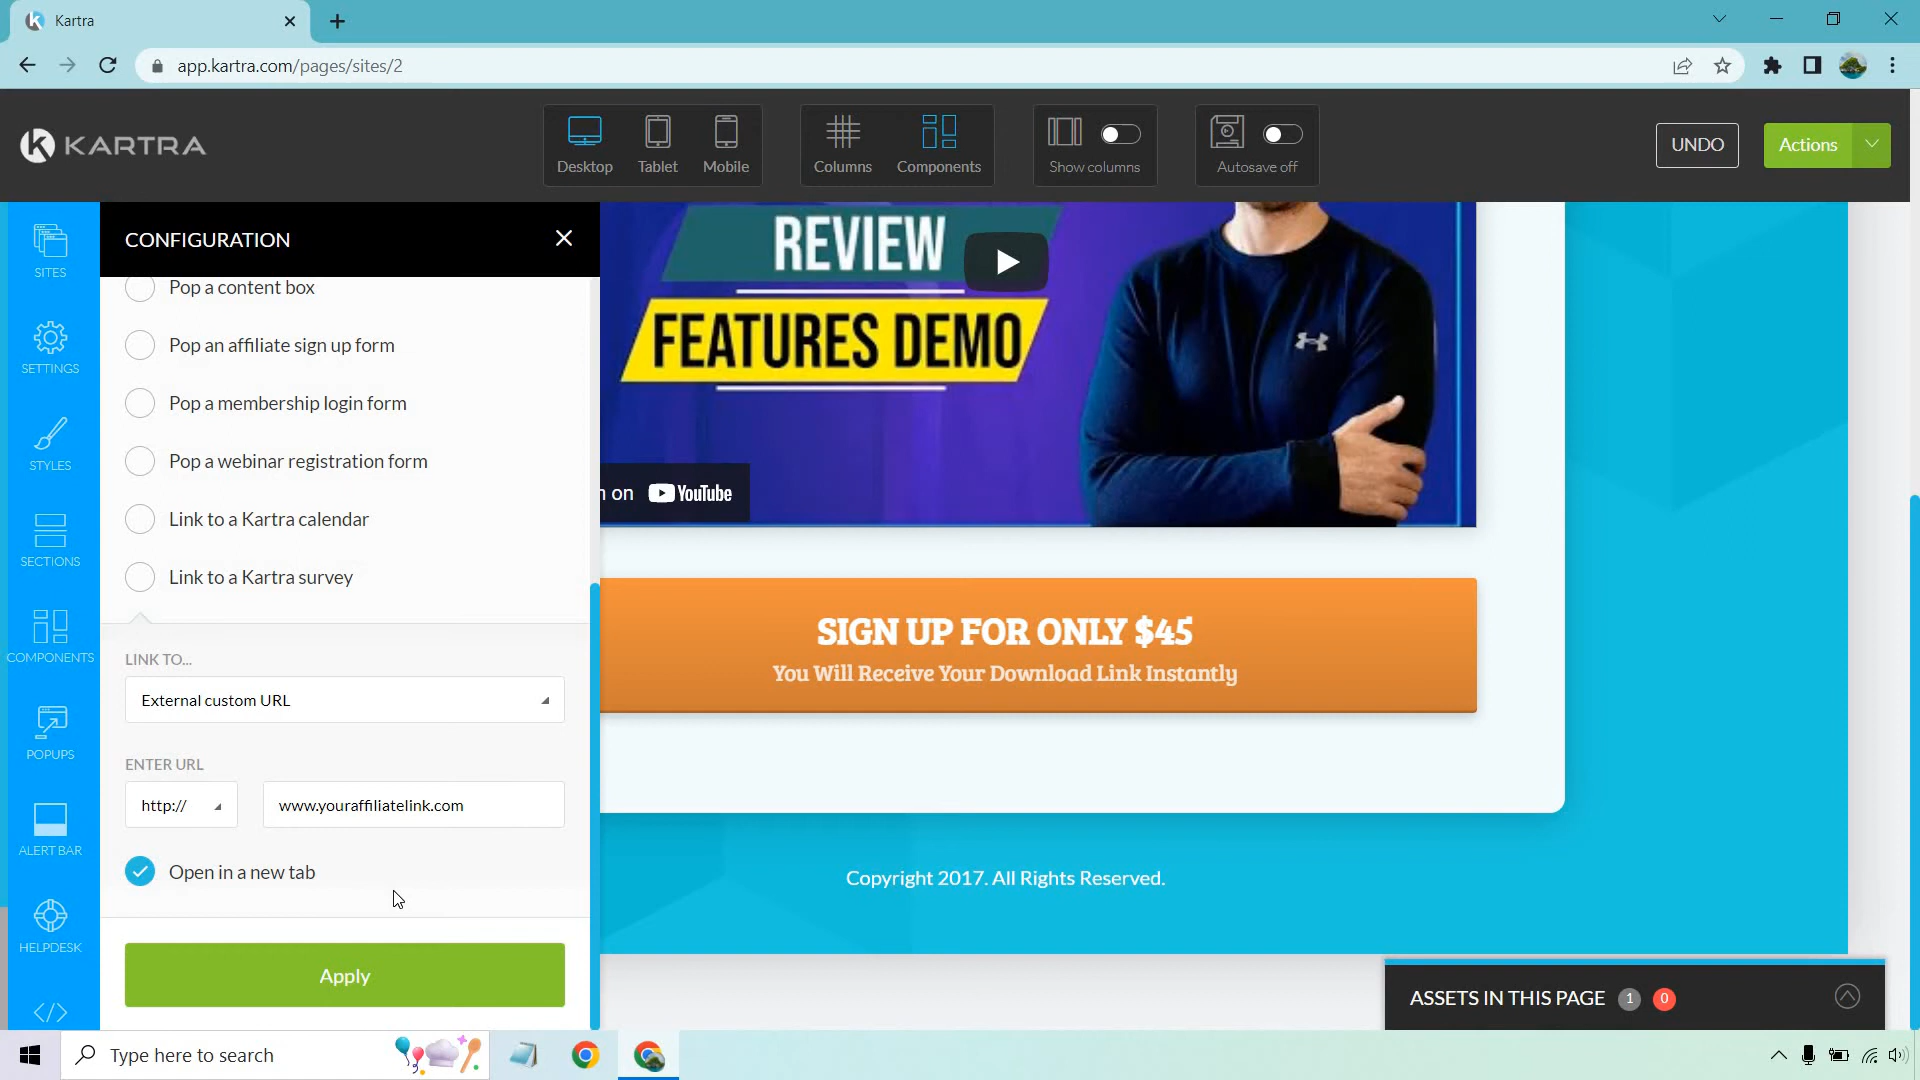 Kartra
app.kartra.com/pages/sites/2
KARTRA
Desktop
Tablet
Mobile
Columns
Components
Show columns
Autosave off
UNDO
Actions
SITES
SETTINGS
STYLES
SECTIONS
COMPONENTS
POPUPS
ALERT BAR
HELPDESK
CONFIGURATION
Pop a content box
Pop an affiliate sign up form
Pop a membership login form
Pop a webinar registration form
Link to a Kartra calendar
Link to a Kartra survey
LINK TO...
External custom URL
ENTER URL
http://
www.youraffiliatelink.com
Open in a new tab
Apply
REVIEW
FEATURES DEMO
on YouTube
SIGN UP FOR ONLY $45
You Will Receive Your Download Link Instantly
Copyright 2017. All Rights Reserved.
ASSETS IN THIS PAGE 1 0
Type here to search